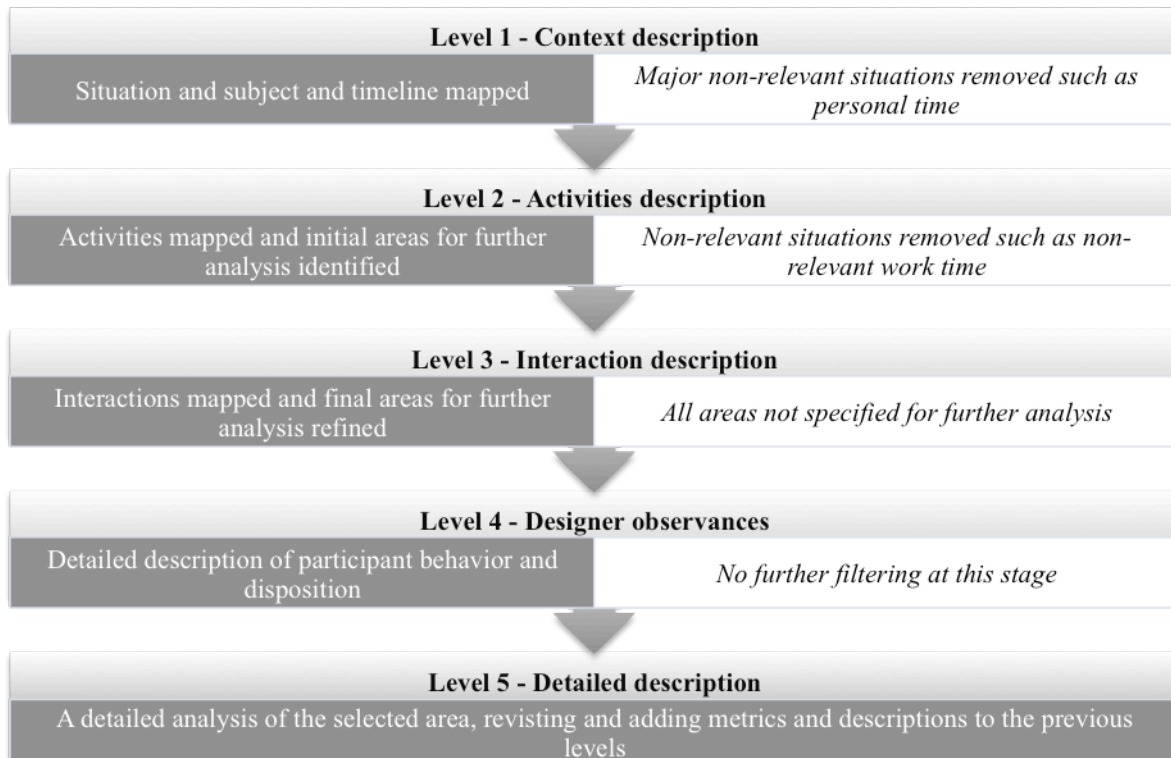 Level 1 - Context description
Situation and subject and timeline mapped
Major non-relevant situations removed such as
personal time
Level 2 - Activities description
Activities mapped and initial areas for further
analysis identified
Non-relevant situations removed such as non-
relevant work time
Level 3 - Interaction description
Interactions mapped and final areas for further
analysis refined
All areas not specified for further analysis
Level 4 - Designer observances
Detailed description of participant behavior and
disposition
No further filtering at this stage
Level 5 - Detailed description
A detailed analysis of the selected area, revisting and adding metrics and descriptions to the previous
levels